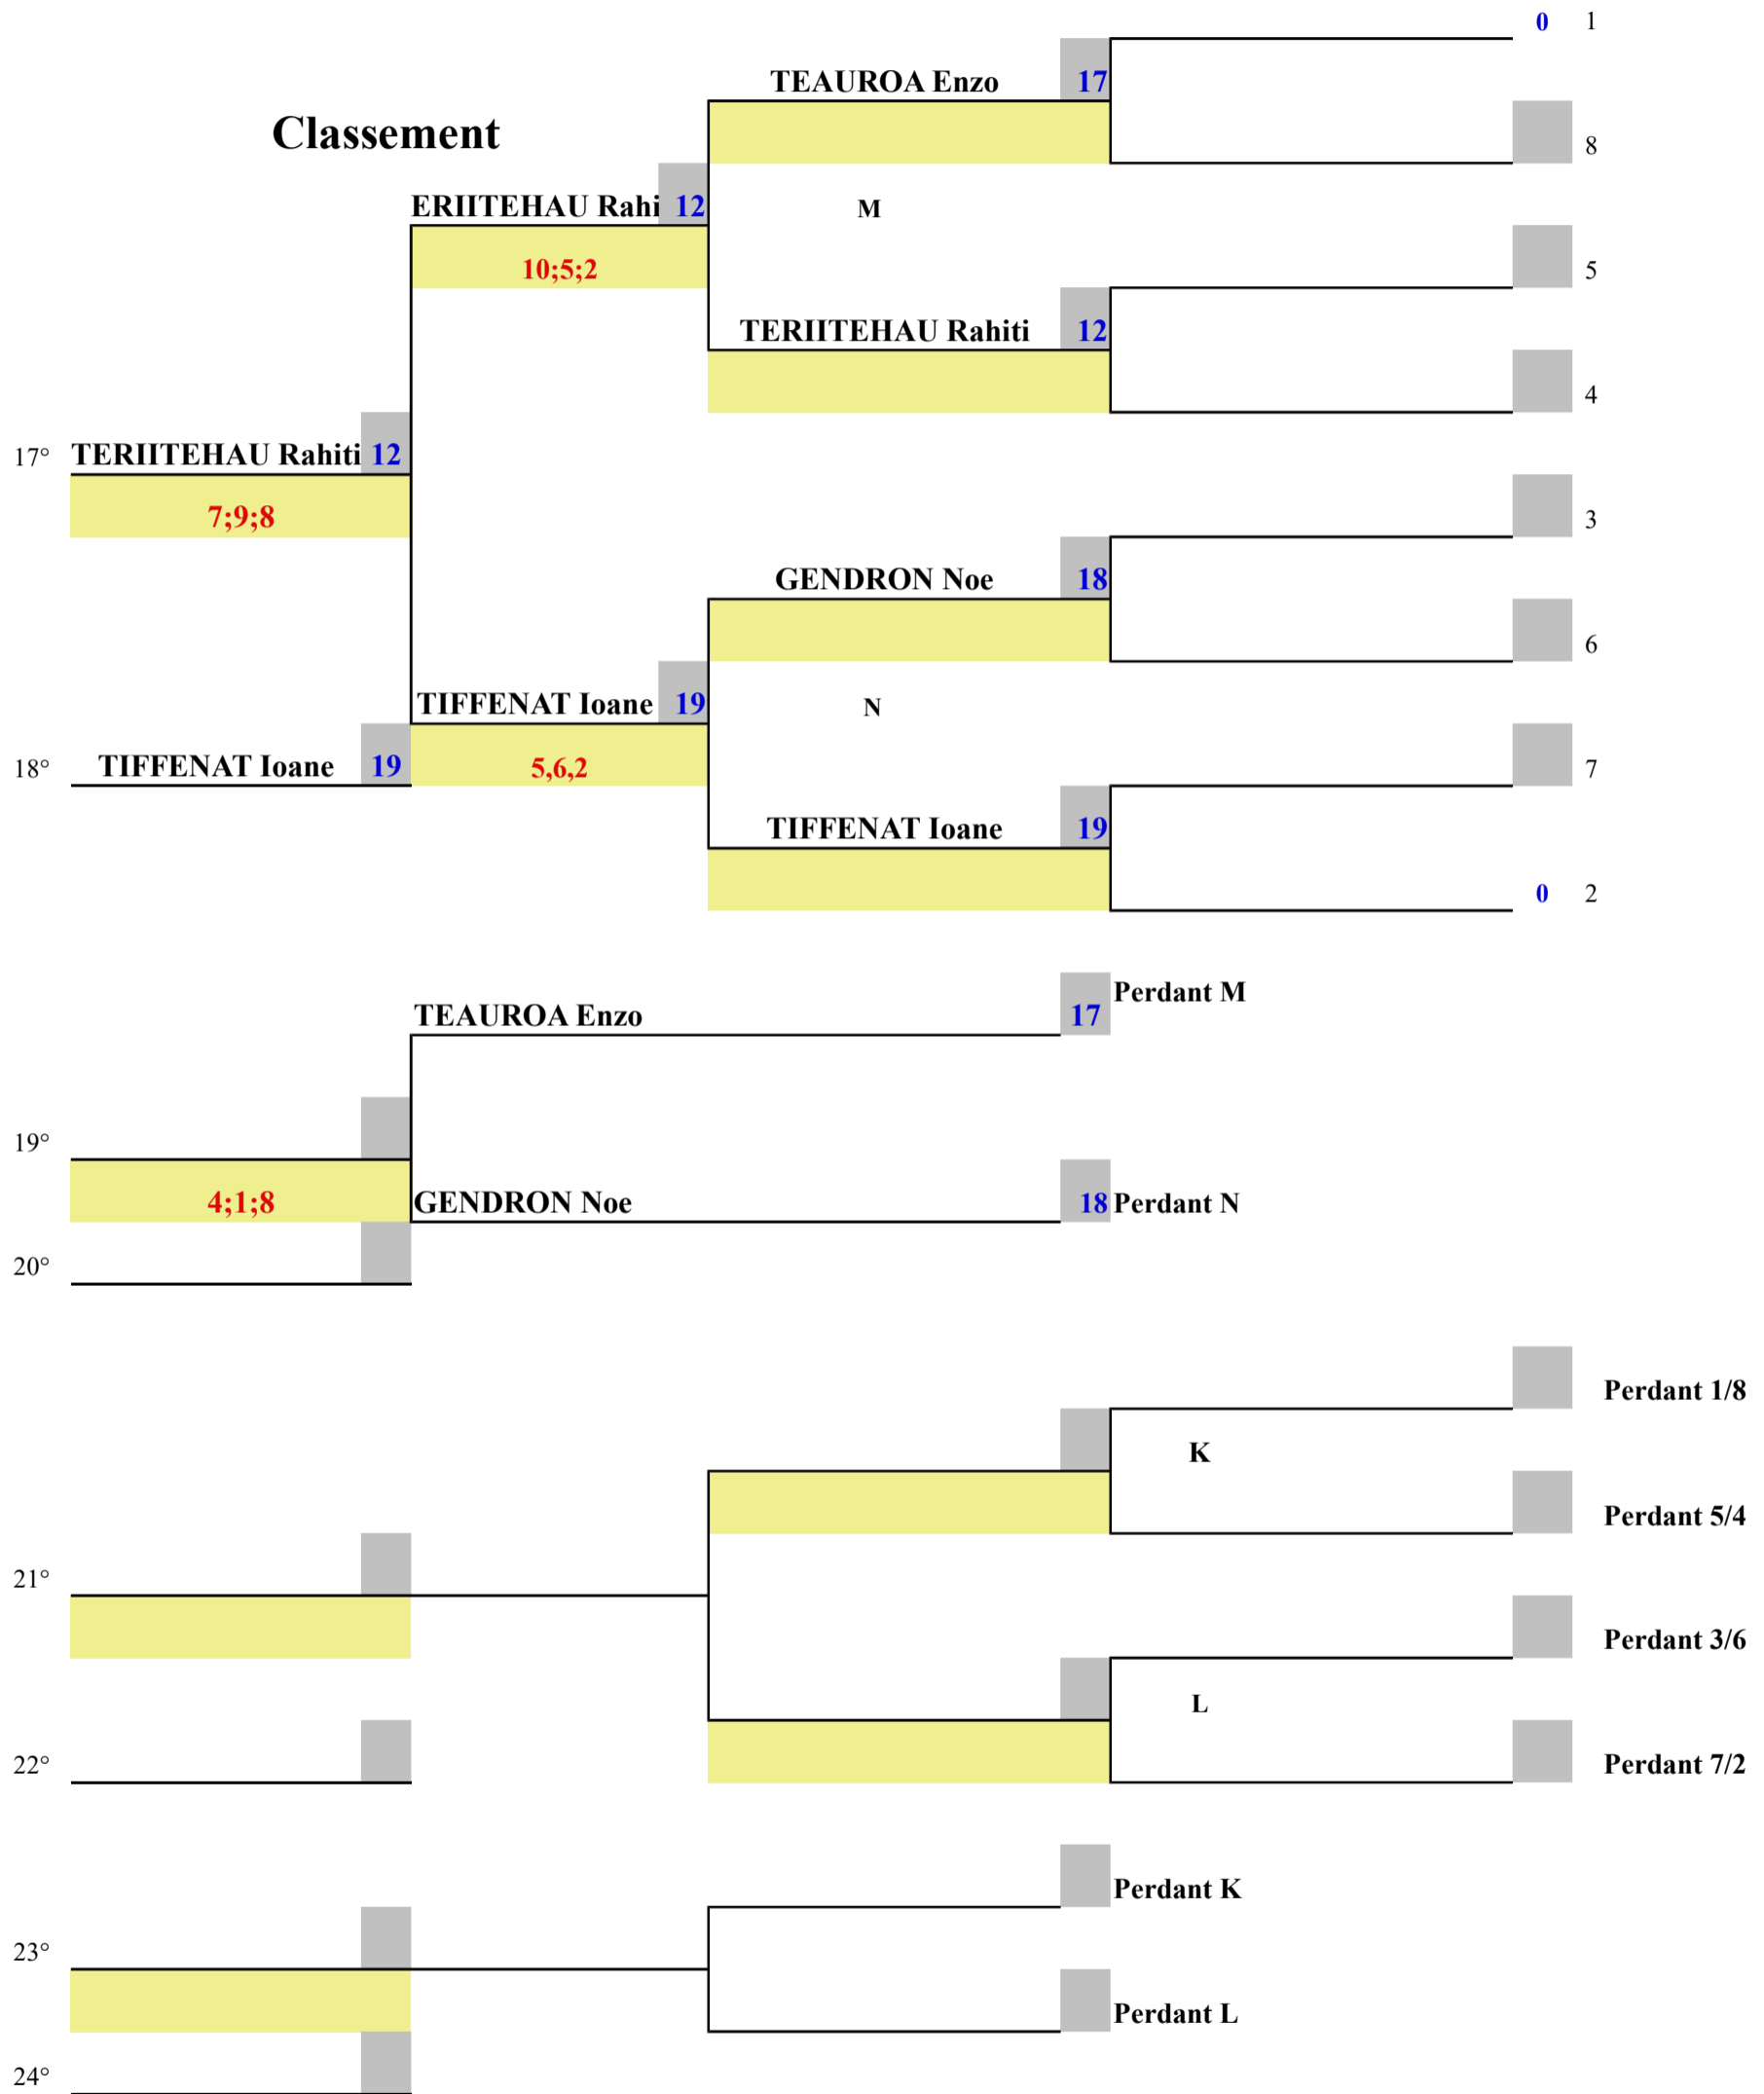 0 1
TEAUROA Enzo 17
Classement
8
ERIITEHAU Rahi 12
M
10;5;2
5
TERIITEHAU Rahiti 12
4
17° TERIITEHAU Rahiti 12
7;9;8
3
GENDRON Noe 18
6
TIFFENAT Ioane 19
N
18° TIFFENAT Ioane 19
5,6,2
7
TIFFENAT Ioane 19
0 2
Perdant M
TEAUROA Enzo 17
19°
4;1;8
GENDRON Noe 18 Perdant N
20°
Perdant 1/8
K
Perdant 5/4
21°
Perdant 3/6
L
22°
Perdant 7/2
Perdant K
23°
Perdant L
24°